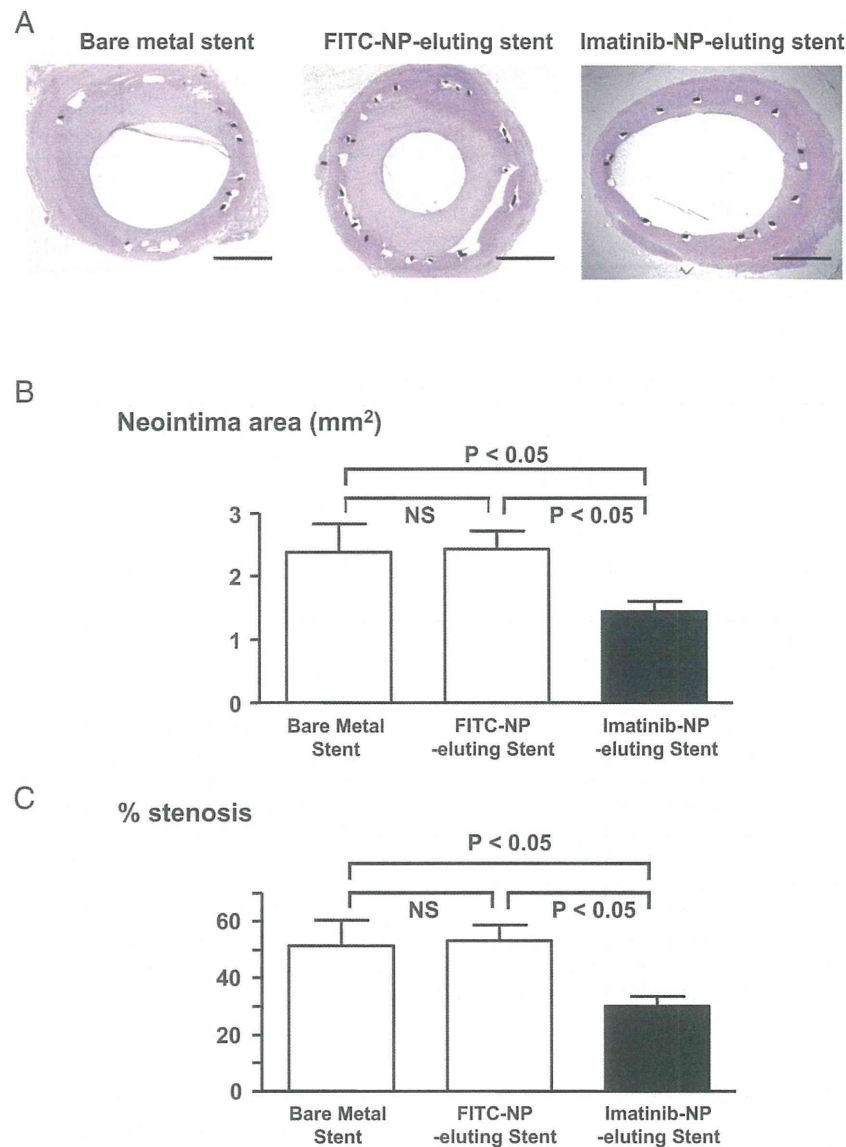 A
Bare metal stent
FITC-NP-eluting stent
Imatinib-NP-eluting stent
B
Neointima area (mm²)
P < 0.05
NS
P < 0.05
3
2
1
0
Bare Metal
Stent
FITC-NP
-eluting Stent
Imatinib-NP
-eluting Stent
C
% stenosis
P < 0.05
NS
P < 0.05
60
40
20
0
Bare Metal
Stent
FITC-NP
-eluting Stent
Imatinib-NP
-eluting Stent